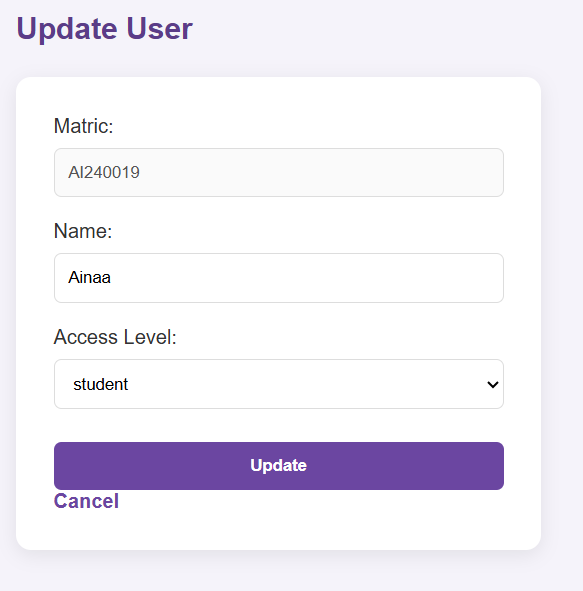 Update User
Matric:
AI240019
Name:
Ainaa
Access Level:
student
Update
Cancel